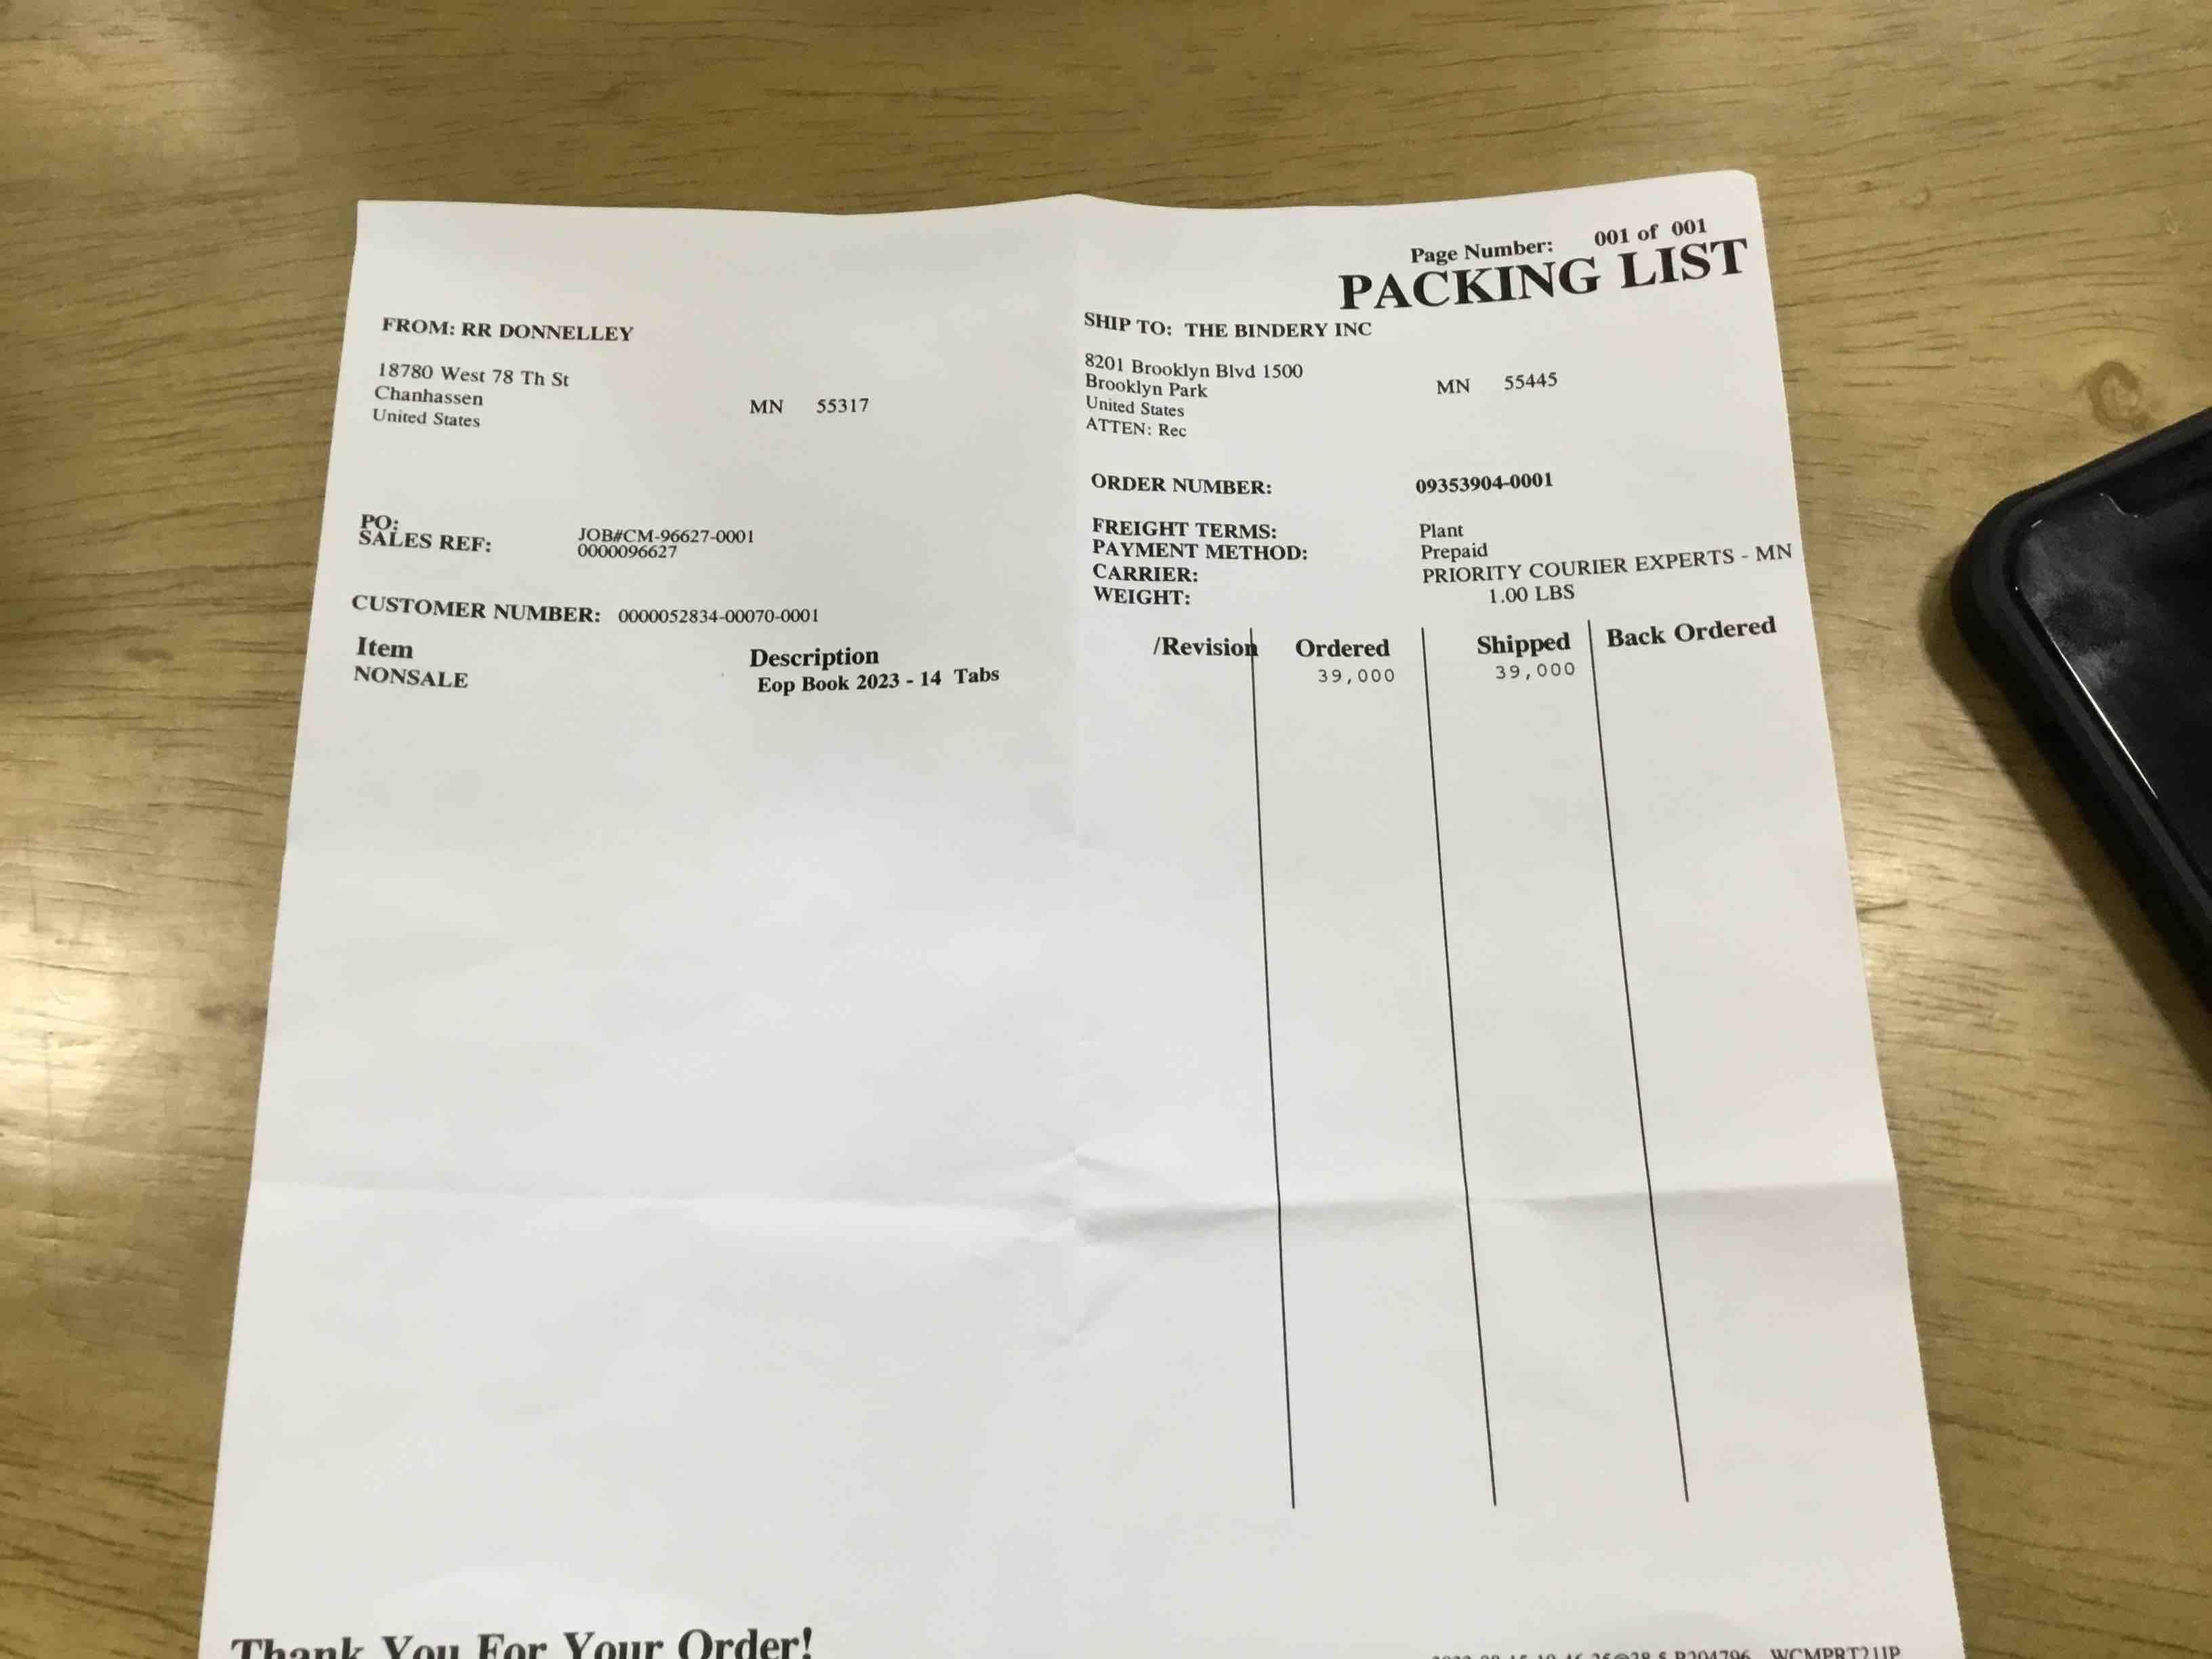 Page Number: 001 of 001
PACKING LIST
FROM: RR DONNELLEY
18780 West 78 Th St
Chanhassen
United States
MN 55317
SHIP TO: THE BINDERY INC
8201 Brooklyn Blvd 1500
Brooklyn Park
United States
ATTEN: Rec
MN 55445
ORDER NUMBER: 09353904-0001
PO: JOB#CM-96627-0001
SALES REF: 0000096627
FREIGHT TERMS: Plant
PAYMENT METHOD: Prepaid
CARRIER: PRIORITY COURIER EXPERTS - MN
WEIGHT: 1.00 LBS
CUSTOMER NUMBER: 0000052834-00070-0001
Item Description /Revision Ordered Shipped Back Ordered
NONSALE Eop Book 2023 - 14 Tabs 39,000 39,000
Thank You For Your Order!